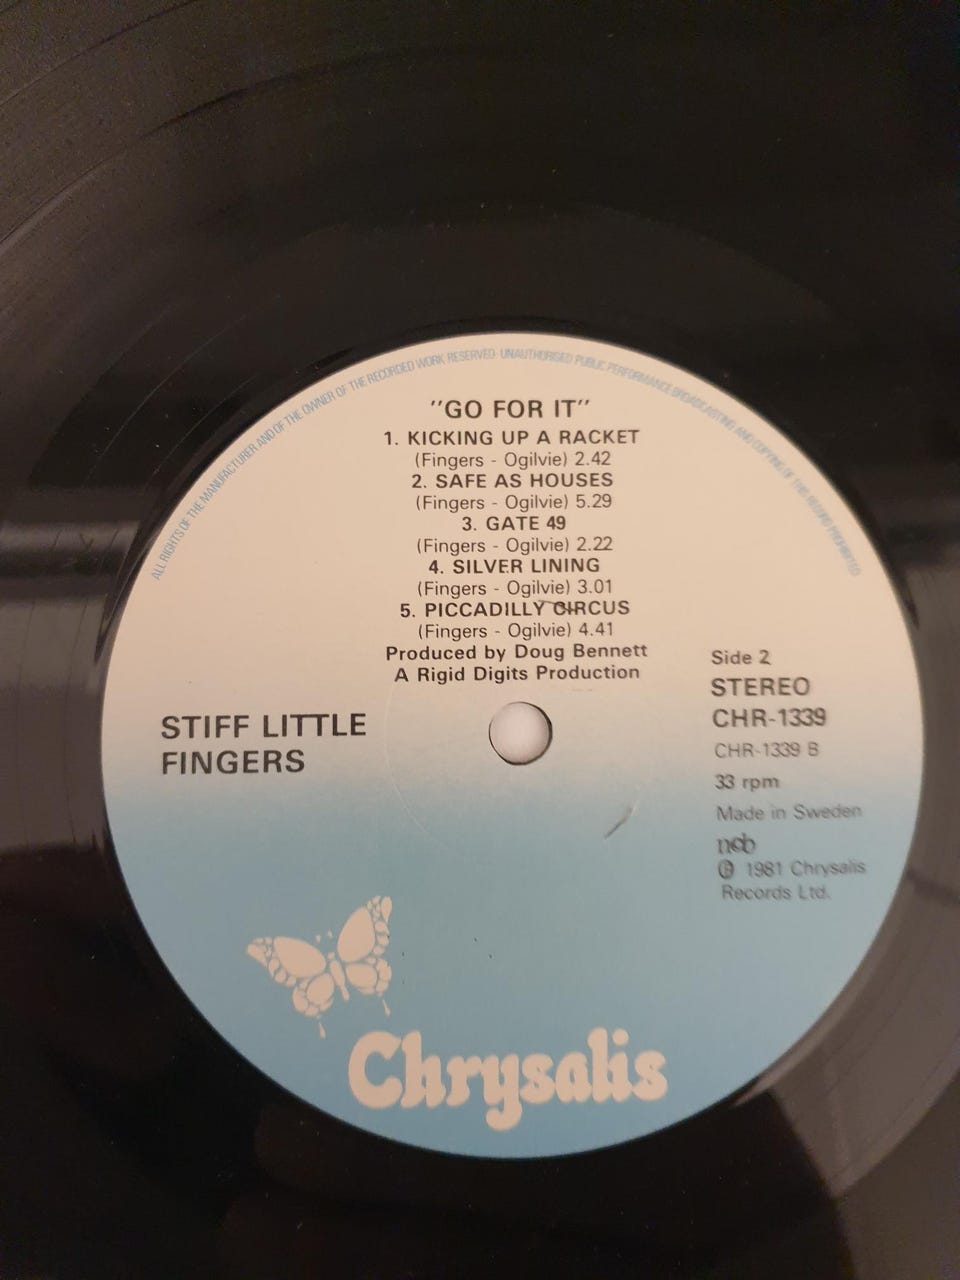 ALL RIGHTS OF THE MANUFACTURER AND OF THE OWNER OF THE RECORDED WORK RESERVED UNAUTHORISED PUBLIC PERFORMANCE BROADCASTING AND COPYING OF THIS RECORD PROHIBITED
"GO FOR IT"
1. KICKING UP A RACKET
(Fingers - Ogilvie) 2.42
2. SAFE AS HOUSES
(Fingers - Ogilvie) 5.29
3. GATE 49
(Fingers - Ogilvie) 2.22
4. SILVER LINING
(Fingers - Ogilvie) 3.01
5. PICCADILLY CIRCUS
(Fingers - Ogilvie) 4.41
Produced by Doug Bennett
A Rigid Digits Production
STIFF LITTLE
FINGERS
Side 2
STEREO
CHR-1339
CHR-1339 B
33 rpm
Made in Sweden
ncb
℗ 1981 Chrysalis
Records Ltd.
Chrysalis